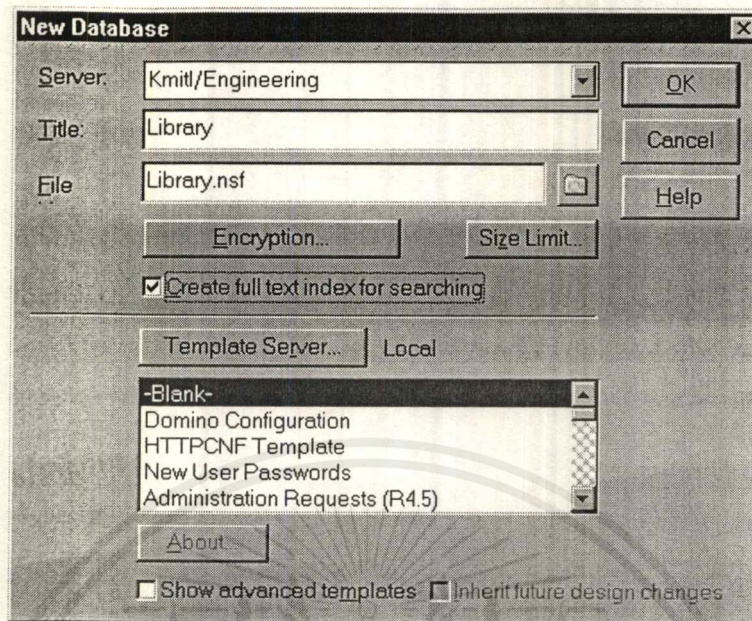 New Database
Server: Kmitl/Engineering OK
Title: Library Cancel
File Library.nsf Help
Encryption... Size Limit...
Create full text index for searching
Template Server... Local
-Blank-
Domino Configuration
HTTPCNF Template
New User Passwords
Administration Requests (R4.5)
About...
Show advanced templates Inherit future design changes